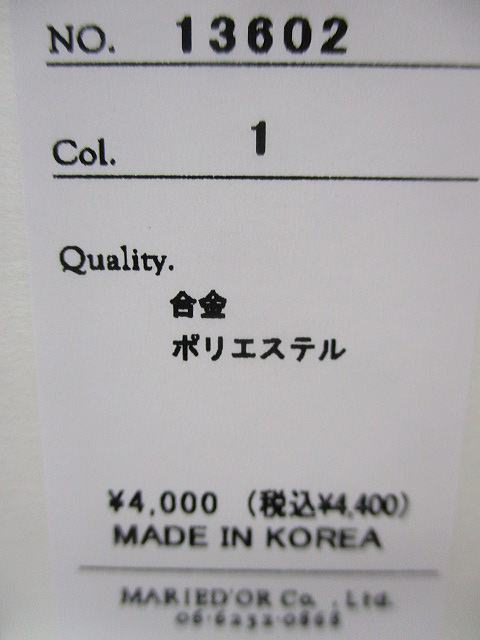 NO. 13602
Col. 1
Quality.
合金
ポリエステル
¥4,000 (税込¥4,400)
MADE IN KOREA
MARIED'OR Co., Ltd.